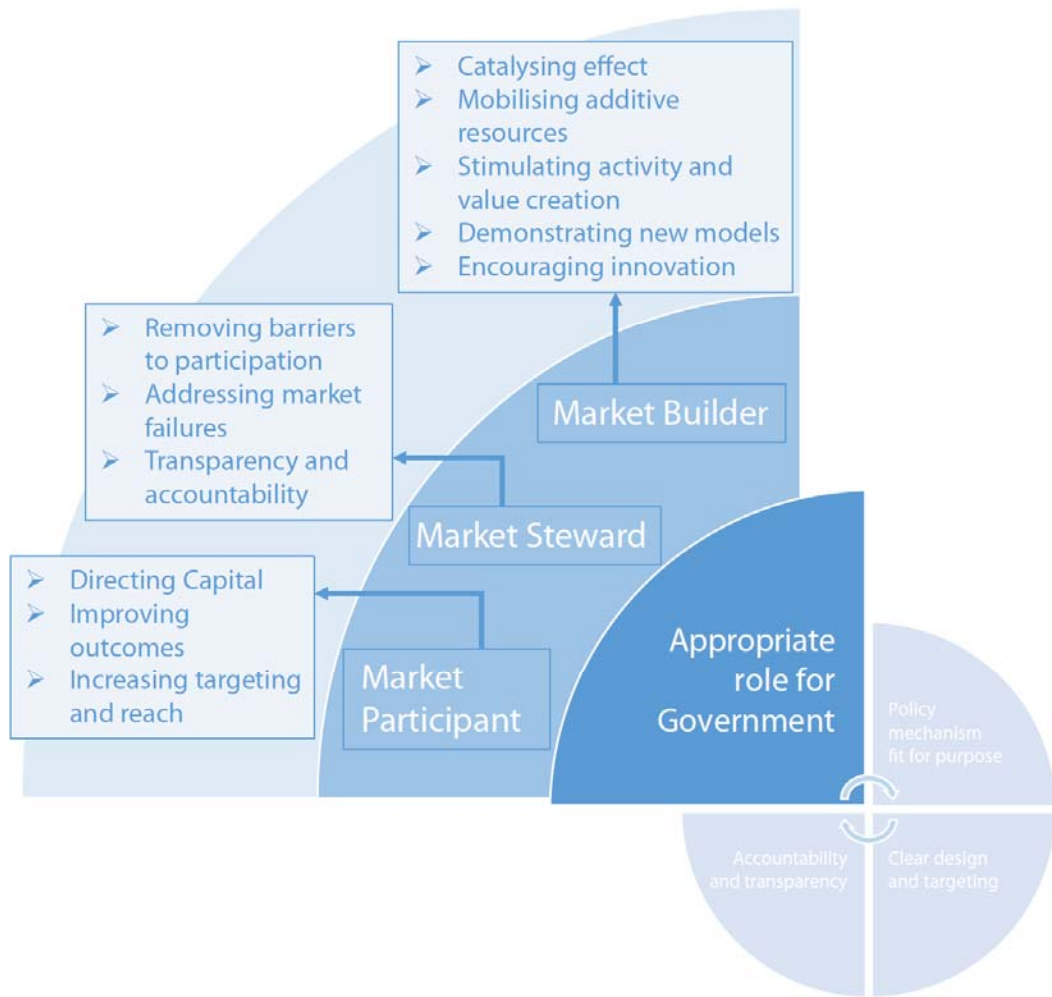 ➢ Catalysing effect
➢ Mobilising additive
resources
➢ Stimulating activity and
value creation
➢ Demonstrating new models
➢ Encouraging innovation
➢ Removing barriers
to participation
➢ Addressing market
failures
➢ Transparency and
accountability
Market Builder
Market Steward
➢ Directing Capital
➢ Improving
outcomes
➢ Increasing targeting
and reach
Market
Participant
Appropriate
role for
Government
Policy
mechanism
fit for purpose
Accountability
and transparency
Clear design
and targeting